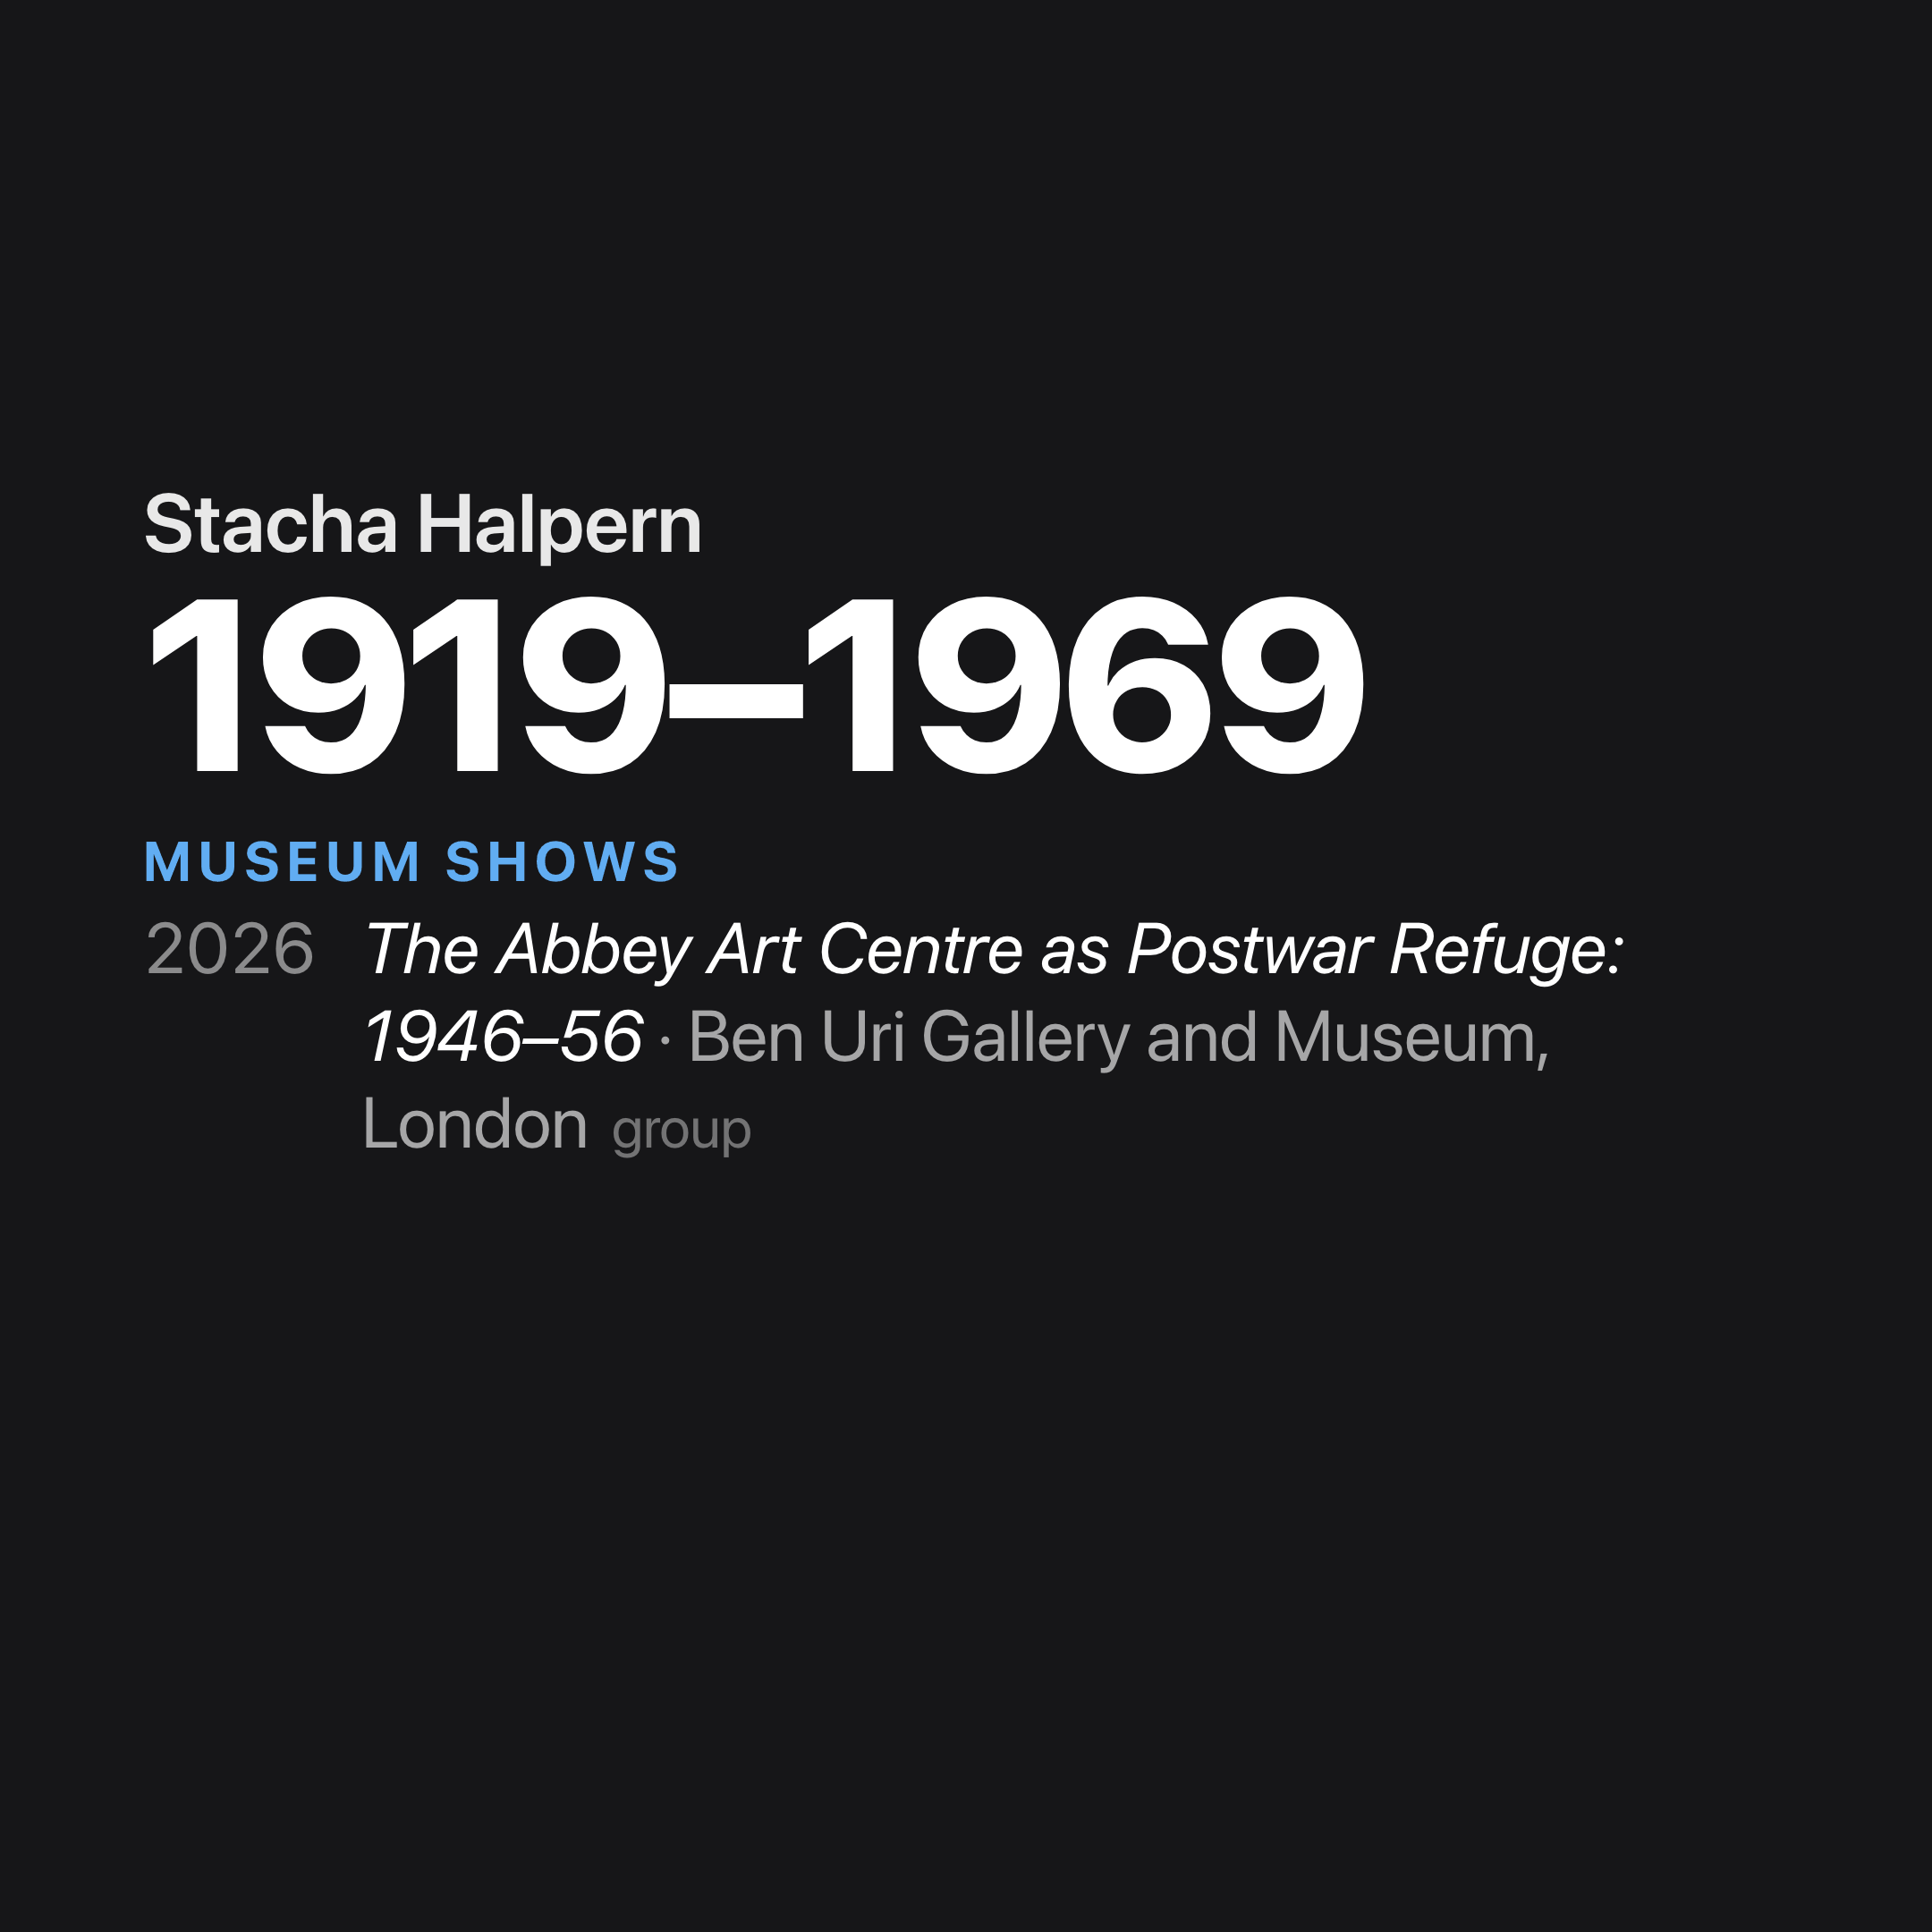 Stacha Halpern
1919–1969
MUSEUM SHOWS
2026 The Abbey Art Centre as Postwar Refuge:
1946–56 · Ben Uri Gallery and Museum,
London group